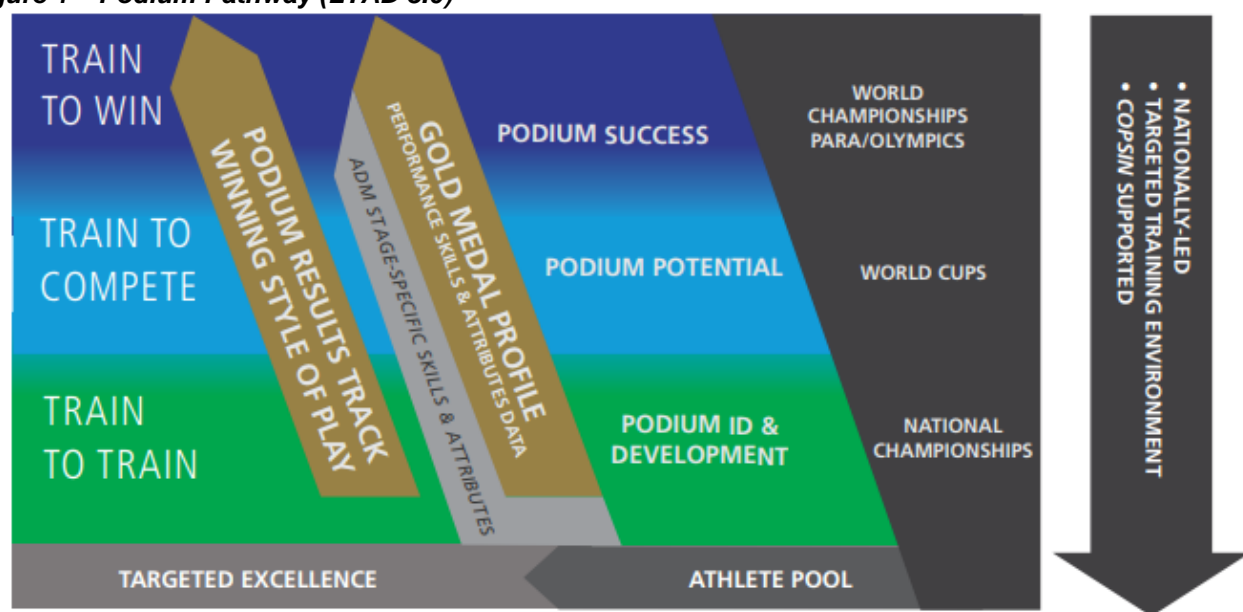 Podium Pathway
TRAIN
TO WIN
PODIUM RESULTS TRACK
WINNING STYLE OF PLAY
ADM STAGE-SPECIFIC SKILLS & ATTRIBUTES
GOLD MEDAL PROFILE
PERFORMANCE SKILLS & ATTRIBUTES DATA
PODIUM SUCCESS
WORLD
CHAMPIONSHIPS
PARA/OLYMPICS
TRAIN TO
COMPETE
PODIUM POTENTIAL
WORLD CUPS
TRAIN
TO TRAIN
PODIUM ID &
DEVELOPMENT
NATIONAL
CHAMPIONSHIPS
TARGETED EXCELLENCE
ATHLETE POOL
• NATIONALLY-LED
• TARGETED TRAINING ENVIRONMENT
• COPSIN SUPPORTED